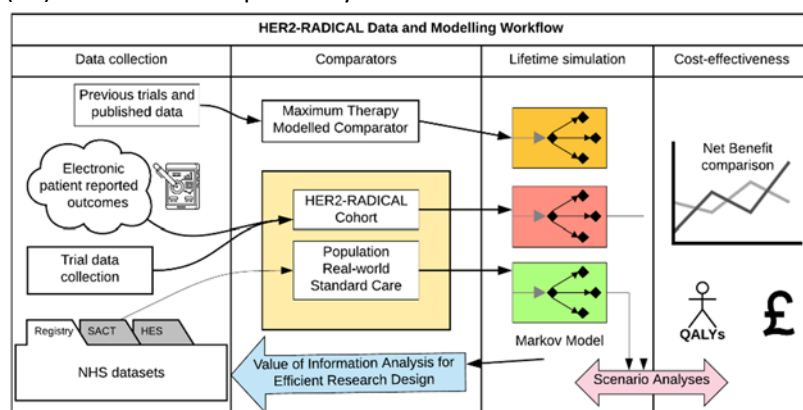 HER2-RADICAL Data and Modelling Workflow
Data collection
Comparators
Lifetime simulation
Cost-effectiveness
Previous trials and
published data
Maximum Therapy
Modelled Comparator
Net Benefit
comparison
Electronic
patient reported
outcomes
HER2-RADICAL
Cohort
Trial data
collection
Population
Real-world
Standard Care
Registry
SACT
HES
NHS datasets
Markov Model
QALYs
£
Value of Information Analysis for
Efficient Research Design
Scenario Analyses